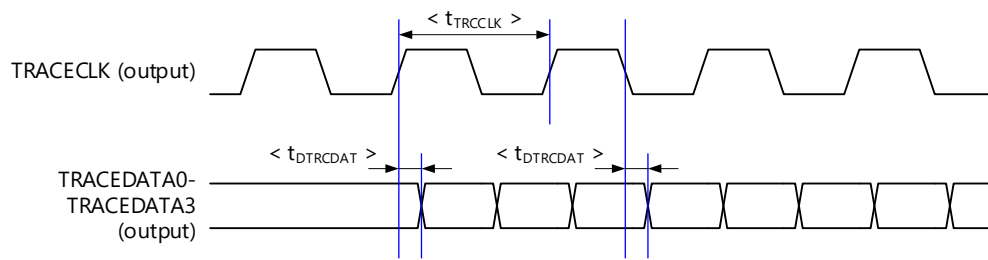 < tTRCCLK >
TRACECLK (output)
< tDTRCDAT >
< tDTRCDAT >
TRACEDATA0-
TRACEDATA3
(output)